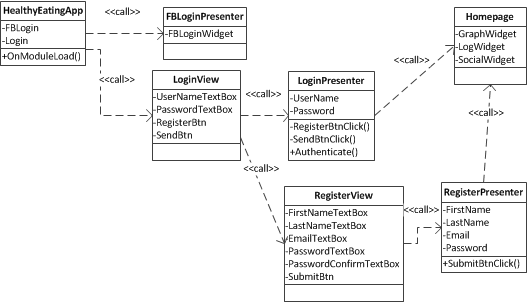 HealthyEatingApp
-FBLogin
-Login
+OnModuleLoad()
<<call>>
FBLoginPresenter
-FBLoginWidget
Homepage
-GraphWidget
-LogWidget
-SocialWidget
<<call>>
<<call>>
LoginView
-UserNameTextBox
-PasswordTextBox
-RegisterBtn
-SendBtn
<<call>>
LoginPresenter
-UserName
-Password
+RegisterBtnClick()
-SendBtnClick()
+Authenticate()
<<call>>
<<call>>
RegisterView
-FirstNameTextBox
-LastNameTextBox
-EmailTextBox
-PasswordTextBox
-PasswordConfirmTextBox
-SubmitBtn
<<call>>
RegisterPresenter
-FirstName
-LastName
-Email
-Password
+SubmitBtnClick()